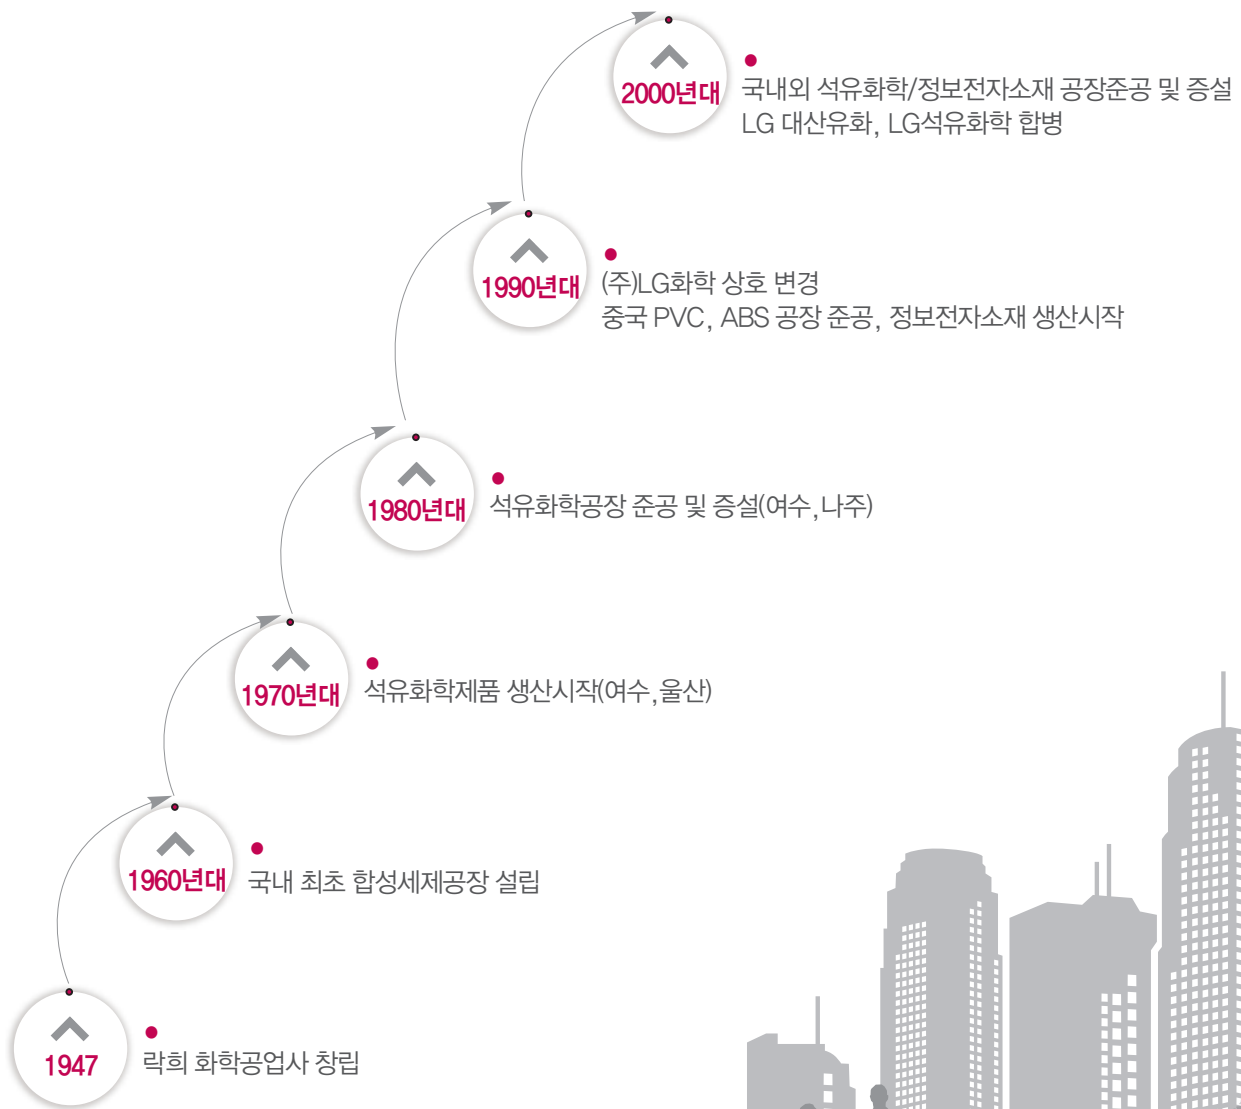 2000년대
국내외 석유화학/정보전자소재 공장준공 및 증설
LG 대산유화, LG석유화학 합병
1990년대
(주)LG화학 상호 변경
중국 PVC, ABS 공장 준공, 정보전자소재 생산시작
1980년대
석유화학공장 준공 및 증설(여수,나주)
1970년대
석유화학제품 생산시작(여수,울산)
1960년대
국내 최초 합성세제공장 설립
1947
락희 화학공업사 창립